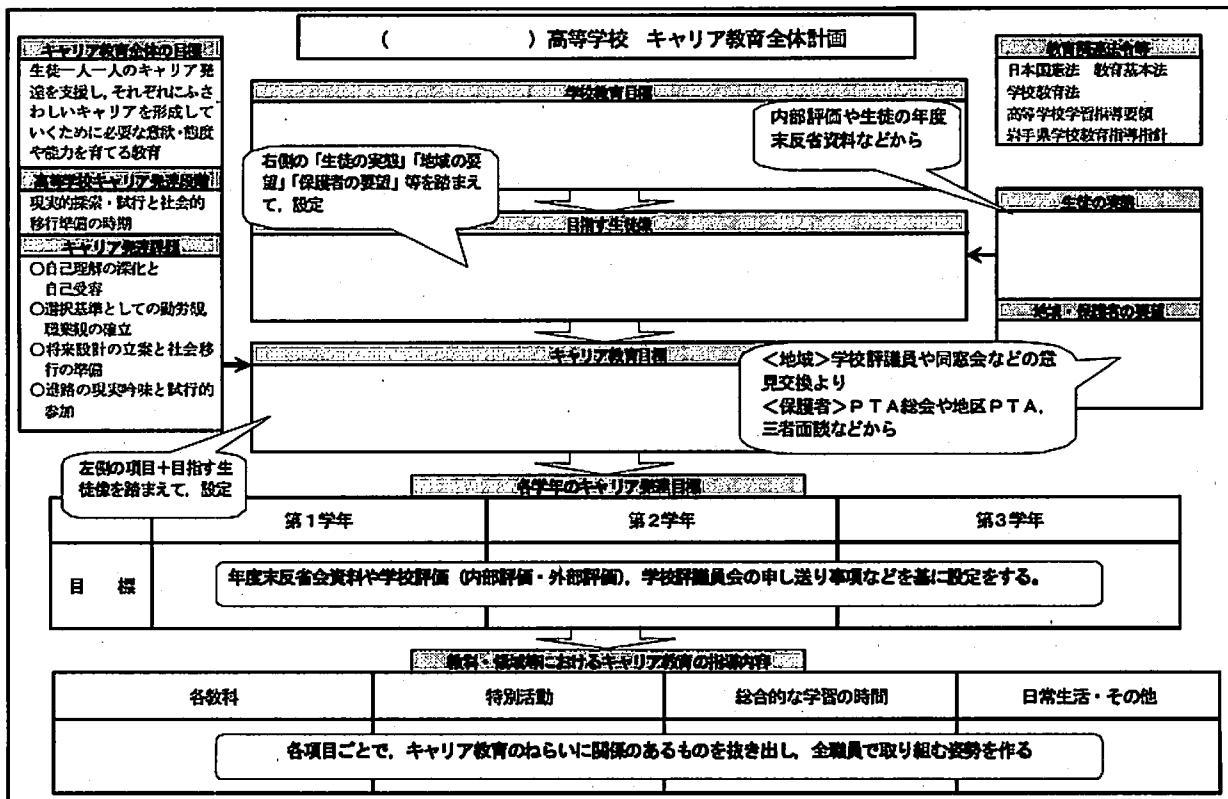 ( ) 高等学校 キャリア教育全体計画
キャリア教育全体の目標
生徒一人一人のキャリア発
達を支援し,それぞれにふさ
わしいキャリアを形成して
いくために必要な意欲・態度
や能力を育てる教育
高等学校キャリア発達段階
現実的探索・試行と社会的
移行準備の時期
キャリア発達課題
○自己理解の深化と
自己受容
○選択基準としての勤労観,
職業観の確立
○将来設計の立案と社会移
行の準備
○進路の現実吟味と試行的
参加
学校教育目標
右側の「生徒の実態」「地域の要
望」「保護者の要望」等を踏まえ
て,設定
内部評価や生徒の年度
末反省資料などから
教育関連法令等
日本国憲法 教育基本法
学校教育法
高等学校学習指導要領
岩手県学校教育指導指針
目指す生徒像
生徒の実態
地域・保護者の要望
キャリア教育目標
<地域>学校評議員や同窓会などの意
見交換より
<保護者>PTA総会や地区PTA,
三者面談などから
左側の項目+目指す生
徒像を踏まえて,設定
各学年のキャリア発達目標
第1学年 第2学年 第3学年
目 標
年度末反省会資料や学校評価(内部評価・外部評価),学校評議員会の申し送り事項などを基に設定をする。
教科・領域等におけるキャリア教育の指導内容
各教科 特別活動 総合的な学習の時間 日常生活・その他
各項目ごとで,キャリア教育のねらいに関係のあるものを抜き出し,全職員で取り組む姿勢を作る